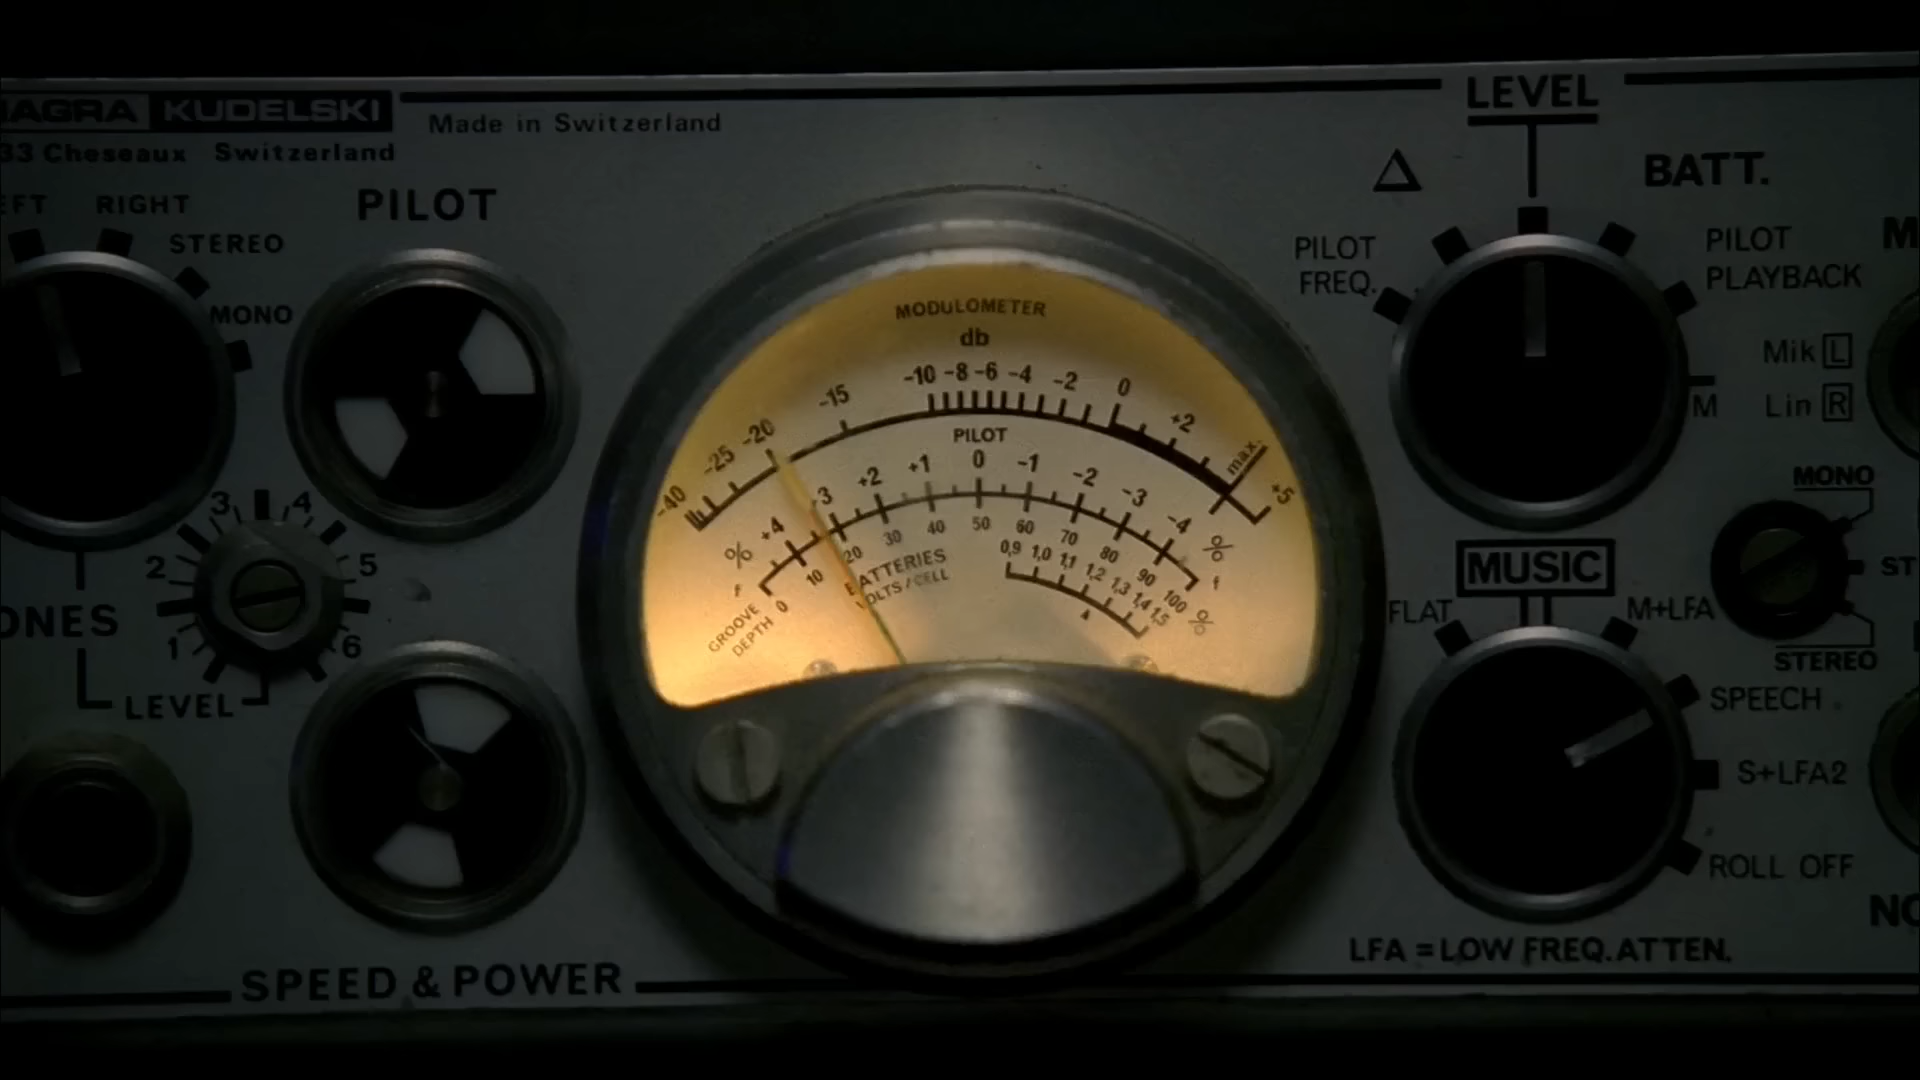 AGRA KUDELSKI
Made in Switzerland
33 Cheseaux Switzerland
EFT RIGHT
STEREO
MONO
PILOT
3 4
2 5
1 6
ONES
LEVEL
SPEED & POWER
MODULOMETER
db
-40 -25 -20 -15 -10 -8 -6 -4 -2 0 +2 max. +5
PILOT
% +4 +3 +2 +1 0 -1 -2 -3 -4 %
f f
0 10 20 30 40 50 60 70 80 90 100 %
GROOVE
DEPTH
BATTERIES
VOLTS/CELL
0,9 1,0 1,1 1,2 1,3 1,4 1,5
LEVEL
Δ
BATT.
PILOT
FREQ.
PILOT
PLAYBACK
M
Mik L
Lin R
MONO
ST
STEREO
MUSIC
FLAT
M+LFA
SPEECH
S+LFA2
ROLL OFF
LFA = LOW FREQ. ATTEN.